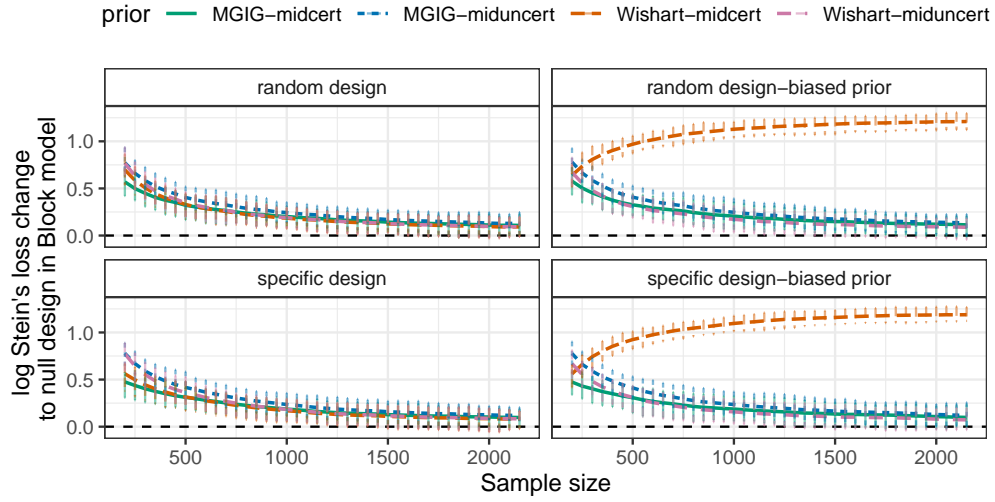 prior MGIG−midcert MGIG−miduncert Wishart−midcert Wishart−miduncert
random design random design−biased prior
1.0
0.5
0.0
specific design specific design−biased prior
1.0
0.5
0.0
500 1000 1500 2000 500 1000 1500 2000
Sample size
log Stein's loss change
to null design in Block model